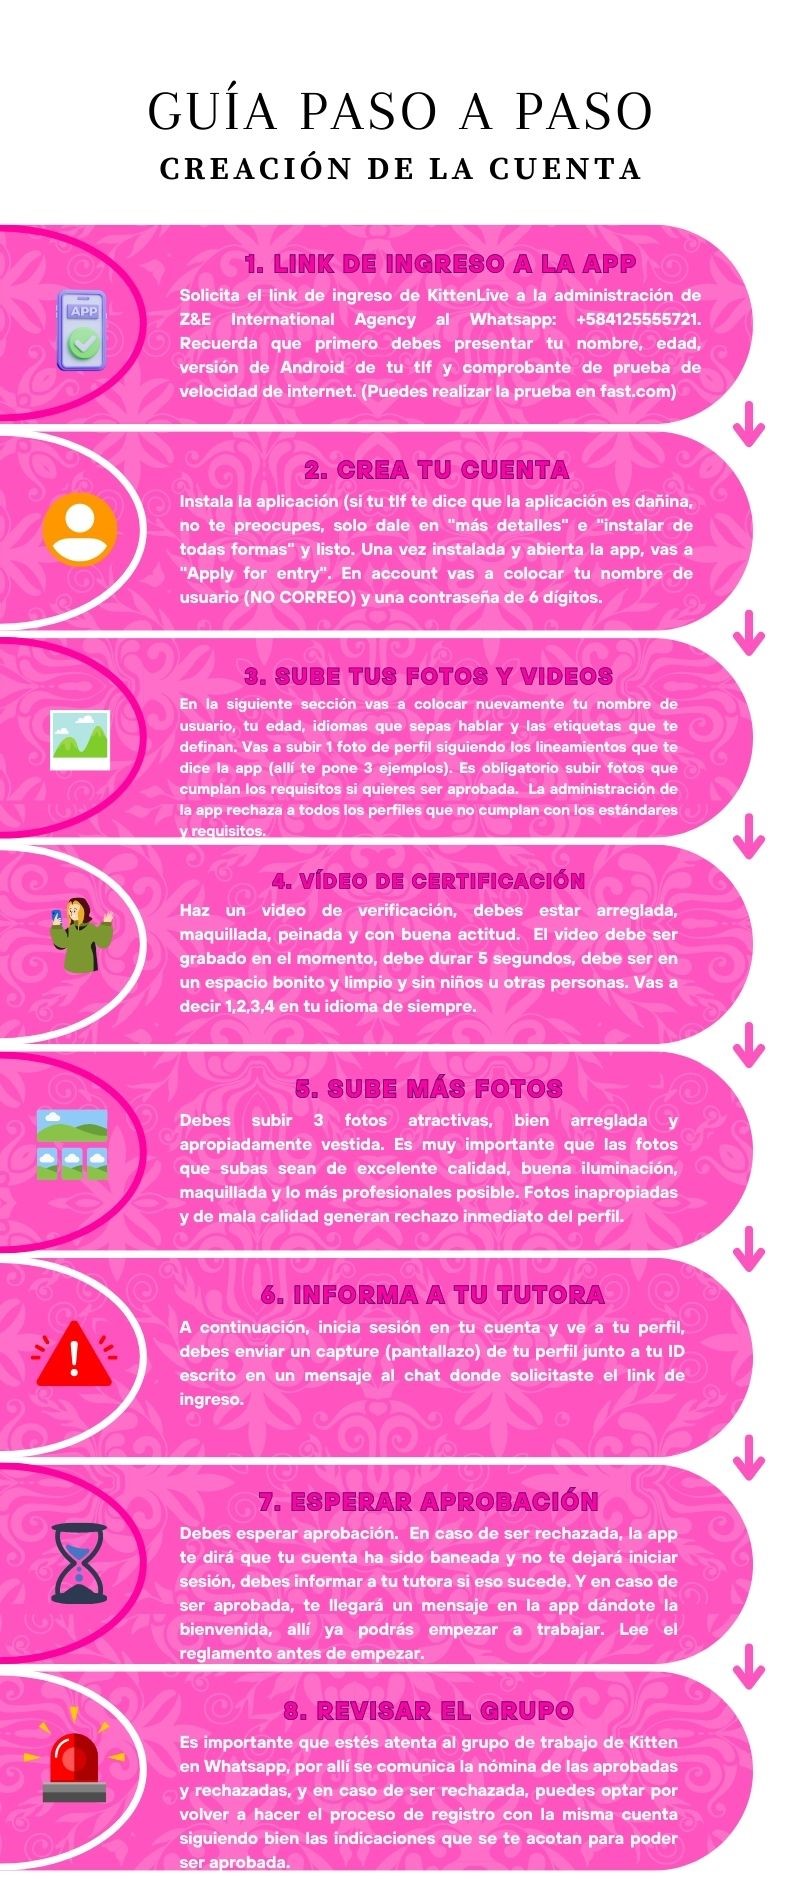 GUÍA PASO A PASO
CREACIÓN DE LA CUENTA
1. LINK DE INGRESO A LA APP
APP
Solicita el link de ingreso de KittenLive a la administración de
Z&E International Agency al Whatsapp: +584125555721.
Recuerda que primero debes presentar tu nombre, edad,
versión de Android de tu tlf y comprobante de prueba de
velocidad de internet. (Puedes realizar la prueba en fast.com)
2. CREA TU CUENTA
Instala la aplicación (si tu tlf te dice que la aplicación es dañina,
no te preocupes, solo dale en "más detalles" e "instalar de
todas formas" y listo. Una vez instalada y abierta la app, vas a
"Apply for entry". En account vas a colocar tu nombre de
usuario (NO CORREO) y una contraseña de 6 dígitos.
3. SUBE TUS FOTOS Y VIDEOS
En la siguiente sección vas a colocar nuevamente tu nombre de
usuario, tu edad, idiomas que sepas hablar y las etiquetas que te
definan. Vas a subir 1 foto de perfil siguiendo los lineamientos que te
dice la app (allí te pone 3 ejemplos). Es obligatorio subir fotos que
cumplan los requisitos si quieres ser aprobada. La administración de
la app rechaza a todos los perfiles que no cumplan con los estándares
y requisitos.
4. VÍDEO DE CERTIFICACIÓN
Haz un video de verificación, debes estar arreglada,
maquillada, peinada y con buena actitud. El video debe ser
grabado en el momento, debe durar 5 segundos, debe ser en
un espacio bonito y limpio y sin niños u otras personas. Vas a
decir 1,2,3,4 en tu idioma de siempre.
5. SUBE MÁS FOTOS
Debes subir 3 fotos atractivas, bien arreglada y
apropiadamente vestida. Es muy importante que las fotos
que subas sean de excelente calidad, buena iluminación,
maquillada y lo más profesionales posible. Fotos inapropiadas
y de mala calidad generan rechazo inmediato del perfil.
6. INFORMA A TU TUTORA
A continuación, inicia sesión en tu cuenta y ve a tu perfil,
debes enviar un capture (pantallazo) de tu perfil junto a tu ID
escrito en un mensaje al chat donde solicitaste el link de
ingreso.
7. ESPERAR APROBACIÓN
Debes esperar aprobación. En caso de ser rechazada, la app
te dirá que tu cuenta ha sido baneada y no te dejará iniciar
sesión, debes informar a tu tutora si eso sucede. Y en caso de
ser aprobada, te llegará un mensaje en la app dándote la
bienvenida, allí ya podrás empezar a trabajar. Lee el
reglamento antes de empezar.
8. REVISAR EL GRUPO
Es importante que estés atenta al grupo de trabajo de Kitten
en Whatsapp, por allí se comunica la nómina de las aprobadas
y rechazadas, y en caso de ser rechazada, puedes optar por
volver a hacer el proceso de registro con la misma cuenta
siguiendo bien las indicaciones que se te acotan para poder
ser aprobada.